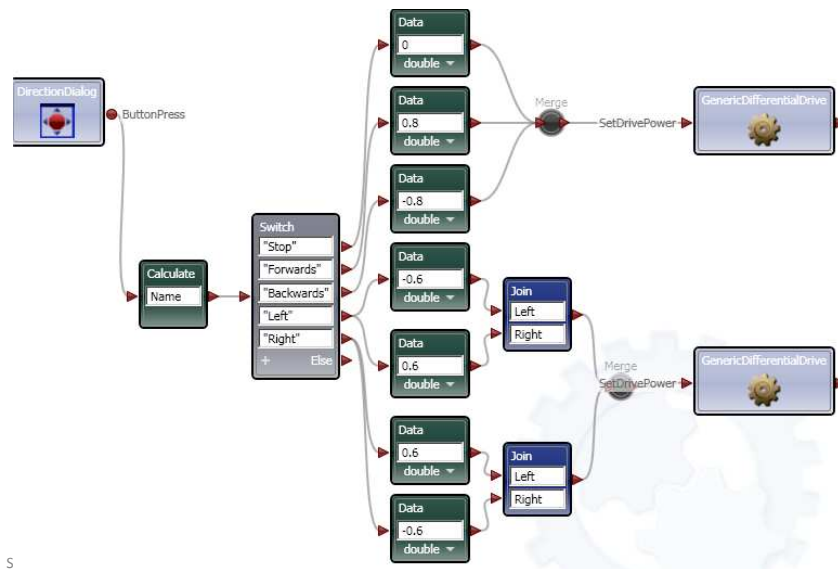 DirectionDialog
ButtonPress
Calculate
Name
Switch
"Stop"
"Forwards"
"Backwards"
"Left"
"Right"
+ Else
Data
0
double
Data
0.8
double
Data
-0.8
double
Data
-0.6
double
Data
0.6
double
Data
0.6
double
Data
-0.6
double
Join
Left
Right
Join
Left
Right
Merge
SetDrivePower
GenericDifferentialDrive
Merge
SetDrivePower
GenericDifferentialDrive
S